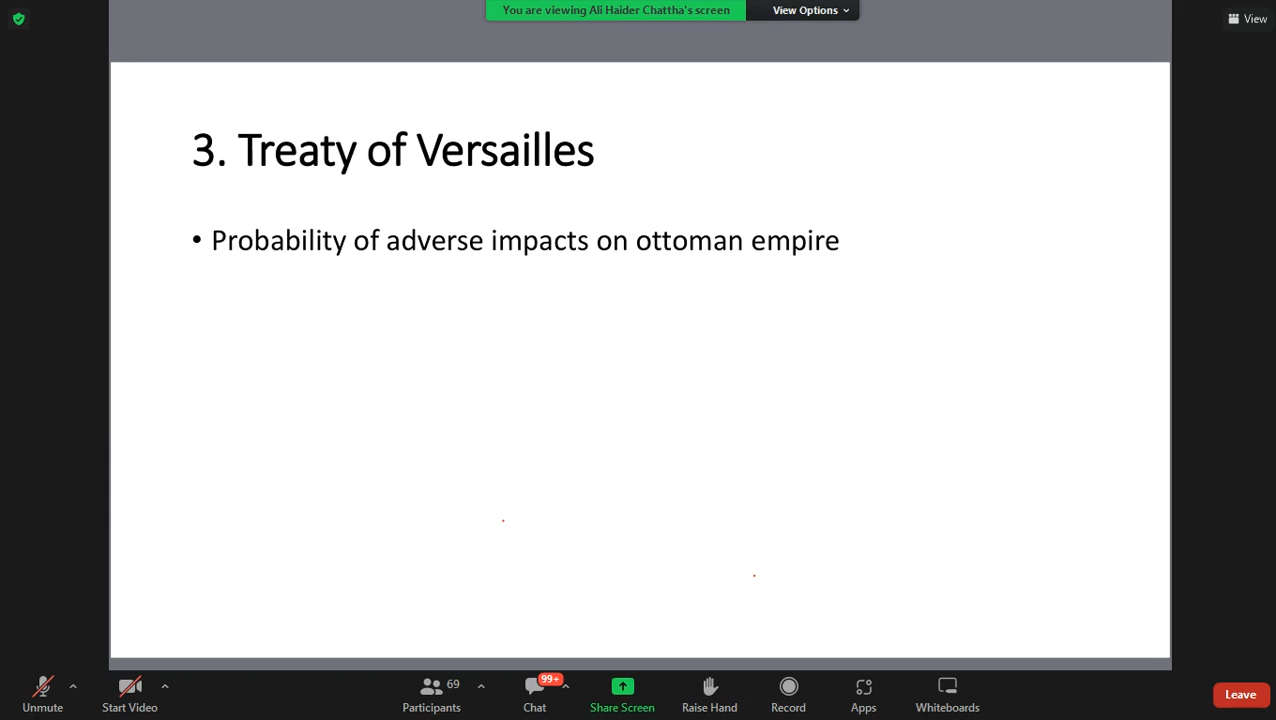 You are viewing Ali Haider Chattha's screen
View Options
View
3. Treaty of Versailles
• Probability of adverse impacts on ottoman empire
Unmute
Start Video
69
Participants
99+
Chat
Share Screen
Raise Hand
Record
Apps
Whiteboards
Leave